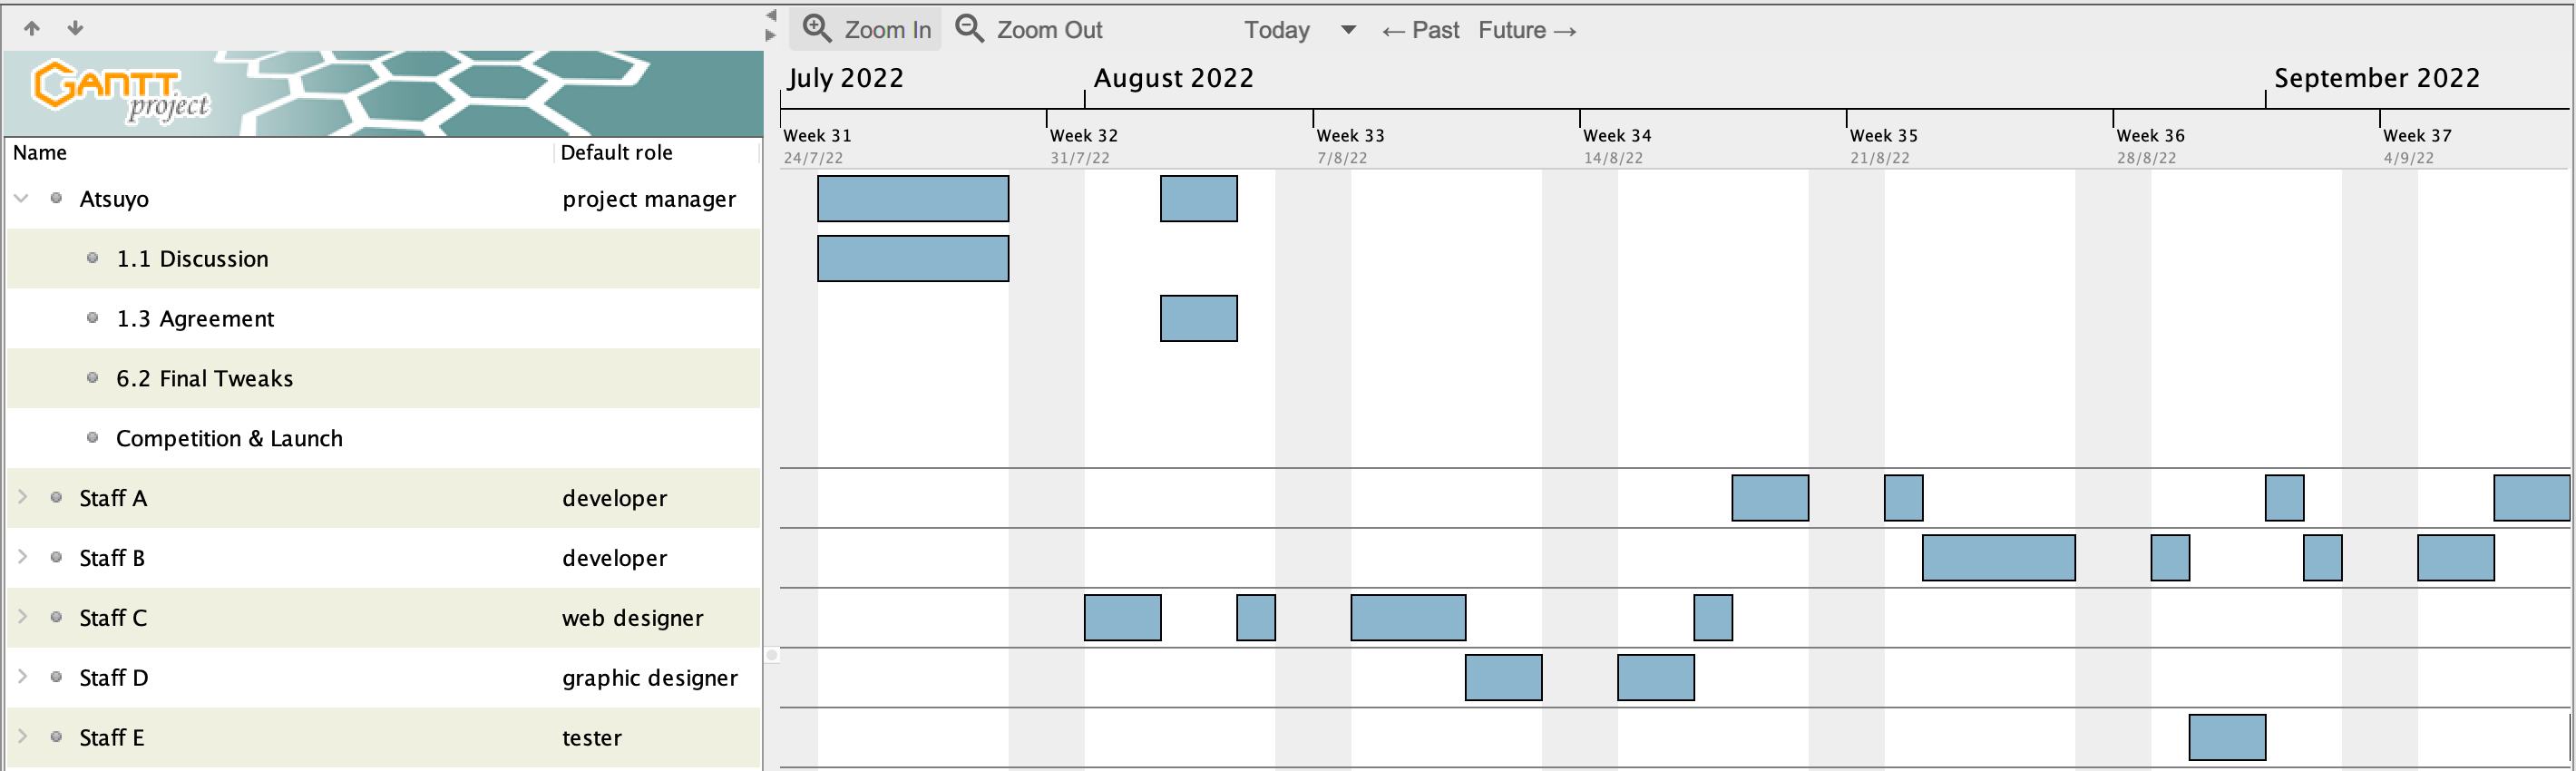 Zoom In Zoom Out Today ← Past Future →
GANTT
project
July 2022 August 2022 September 2022
Week 31 Week 32 Week 33 Week 34 Week 35 Week 36 Week 37
24/7/22 31/7/22 7/8/22 14/8/22 21/8/22 28/8/22 4/9/22
Name Default role
Atsuyo project manager
1.1 Discussion
1.3 Agreement
6.2 Final Tweaks
Competition & Launch
Staff A developer
Staff B developer
Staff C web designer
Staff D graphic designer
Staff E tester